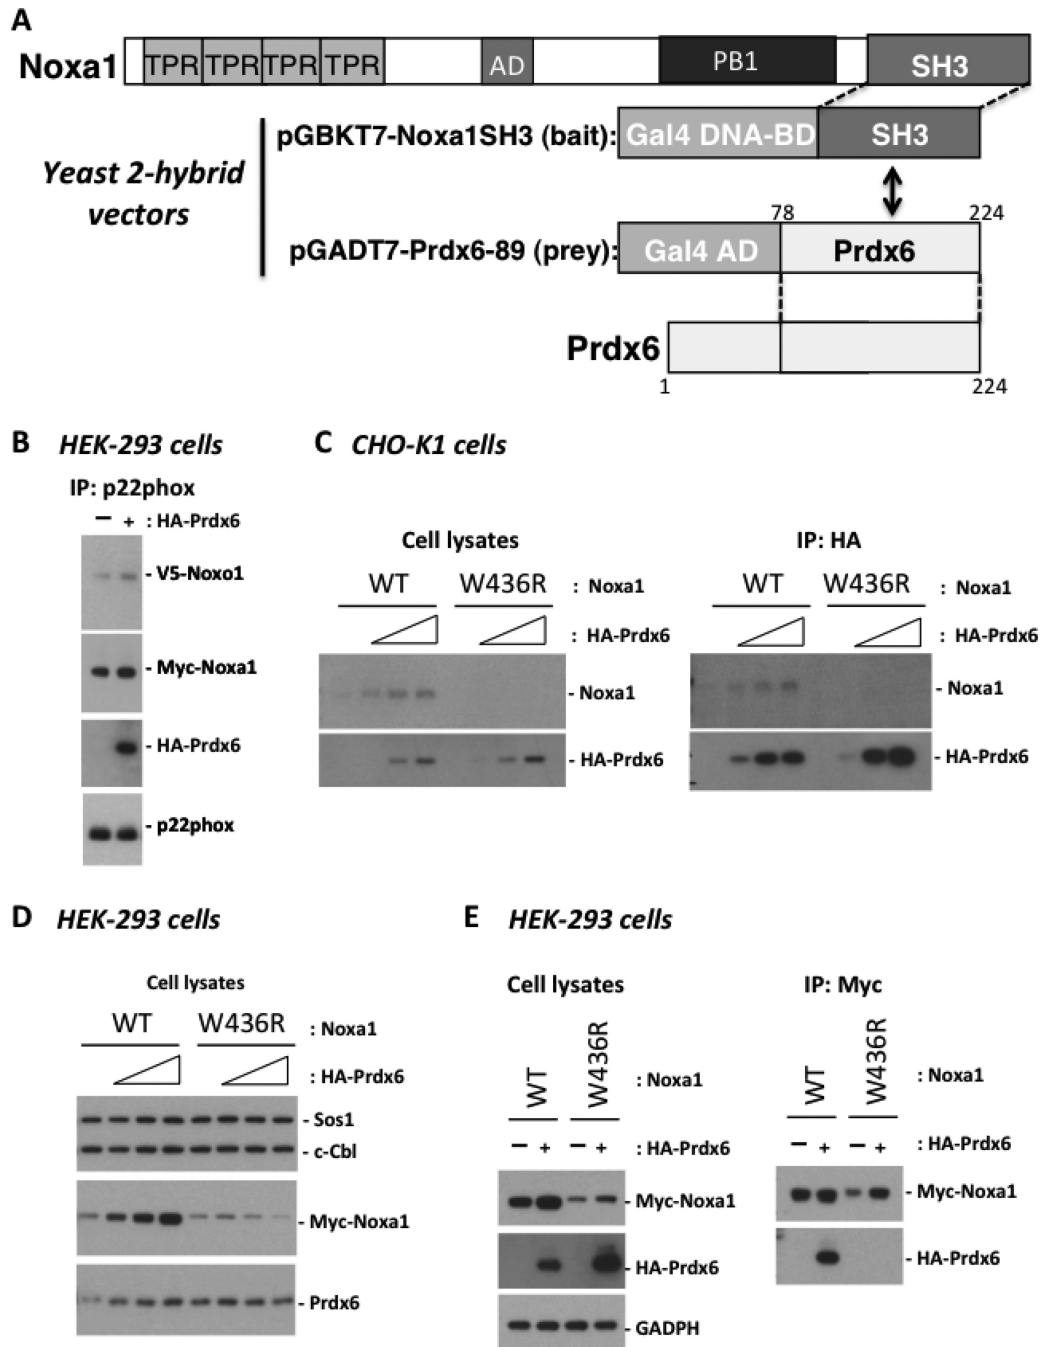 A
Noxa1 TPR TPR TPR TPR AD PB1 SH3
pGBKT7-Noxa1SH3 (bait): Gal4 DNA-BD SH3
Yeast 2-hybrid
vectors
78 224
pGADT7-Prdx6-89 (prey): Gal4 AD Prdx6
Prdx6
1 224
B HEK-293 cells
IP: p22phox
− + : HA-Prdx6
- V5-Noxo1
- Myc-Noxa1
- HA-Prdx6
- p22phox
C CHO-K1 cells
Cell lysates IP: HA
WT W436R : Noxa1 WT W436R : Noxa1
: HA-Prdx6 : HA-Prdx6
- Noxa1 - Noxa1
- HA-Prdx6 - HA-Prdx6
D HEK-293 cells
Cell lysates
WT W436R : Noxa1
: HA-Prdx6
- Sos1
- c-Cbl
- Myc-Noxa1
- Prdx6
E HEK-293 cells
Cell lysates IP: Myc
WT W436R : Noxa1 WT W436R : Noxa1
− + − + : HA-Prdx6 − + − + : HA-Prdx6
- Myc-Noxa1 - Myc-Noxa1
- HA-Prdx6 - HA-Prdx6
- GADPH